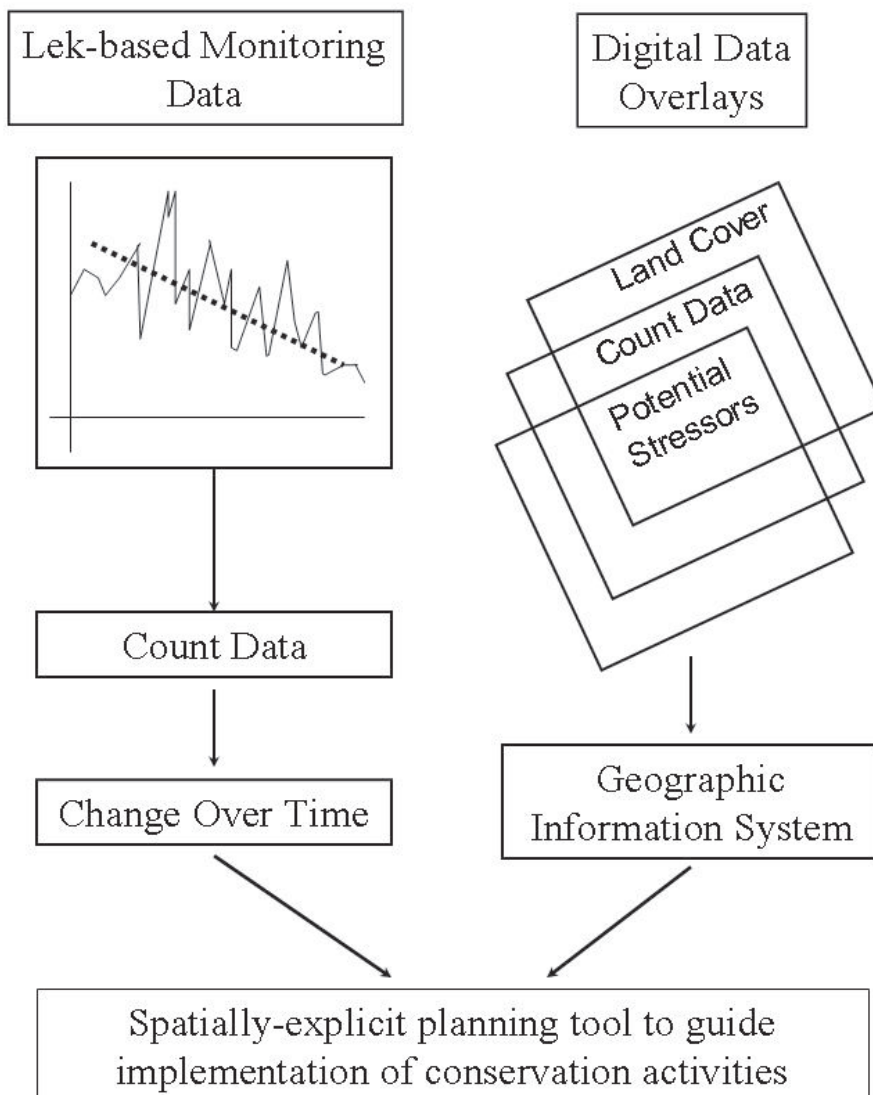 Lek-based Monitoring
Data
Digital Data
Overlays
Land Cover
Count Data
Potential
Stressors
Count Data
Change Over Time
Geographic
Information System
Spatially-explicit planning tool to guide
implementation of conservation activities